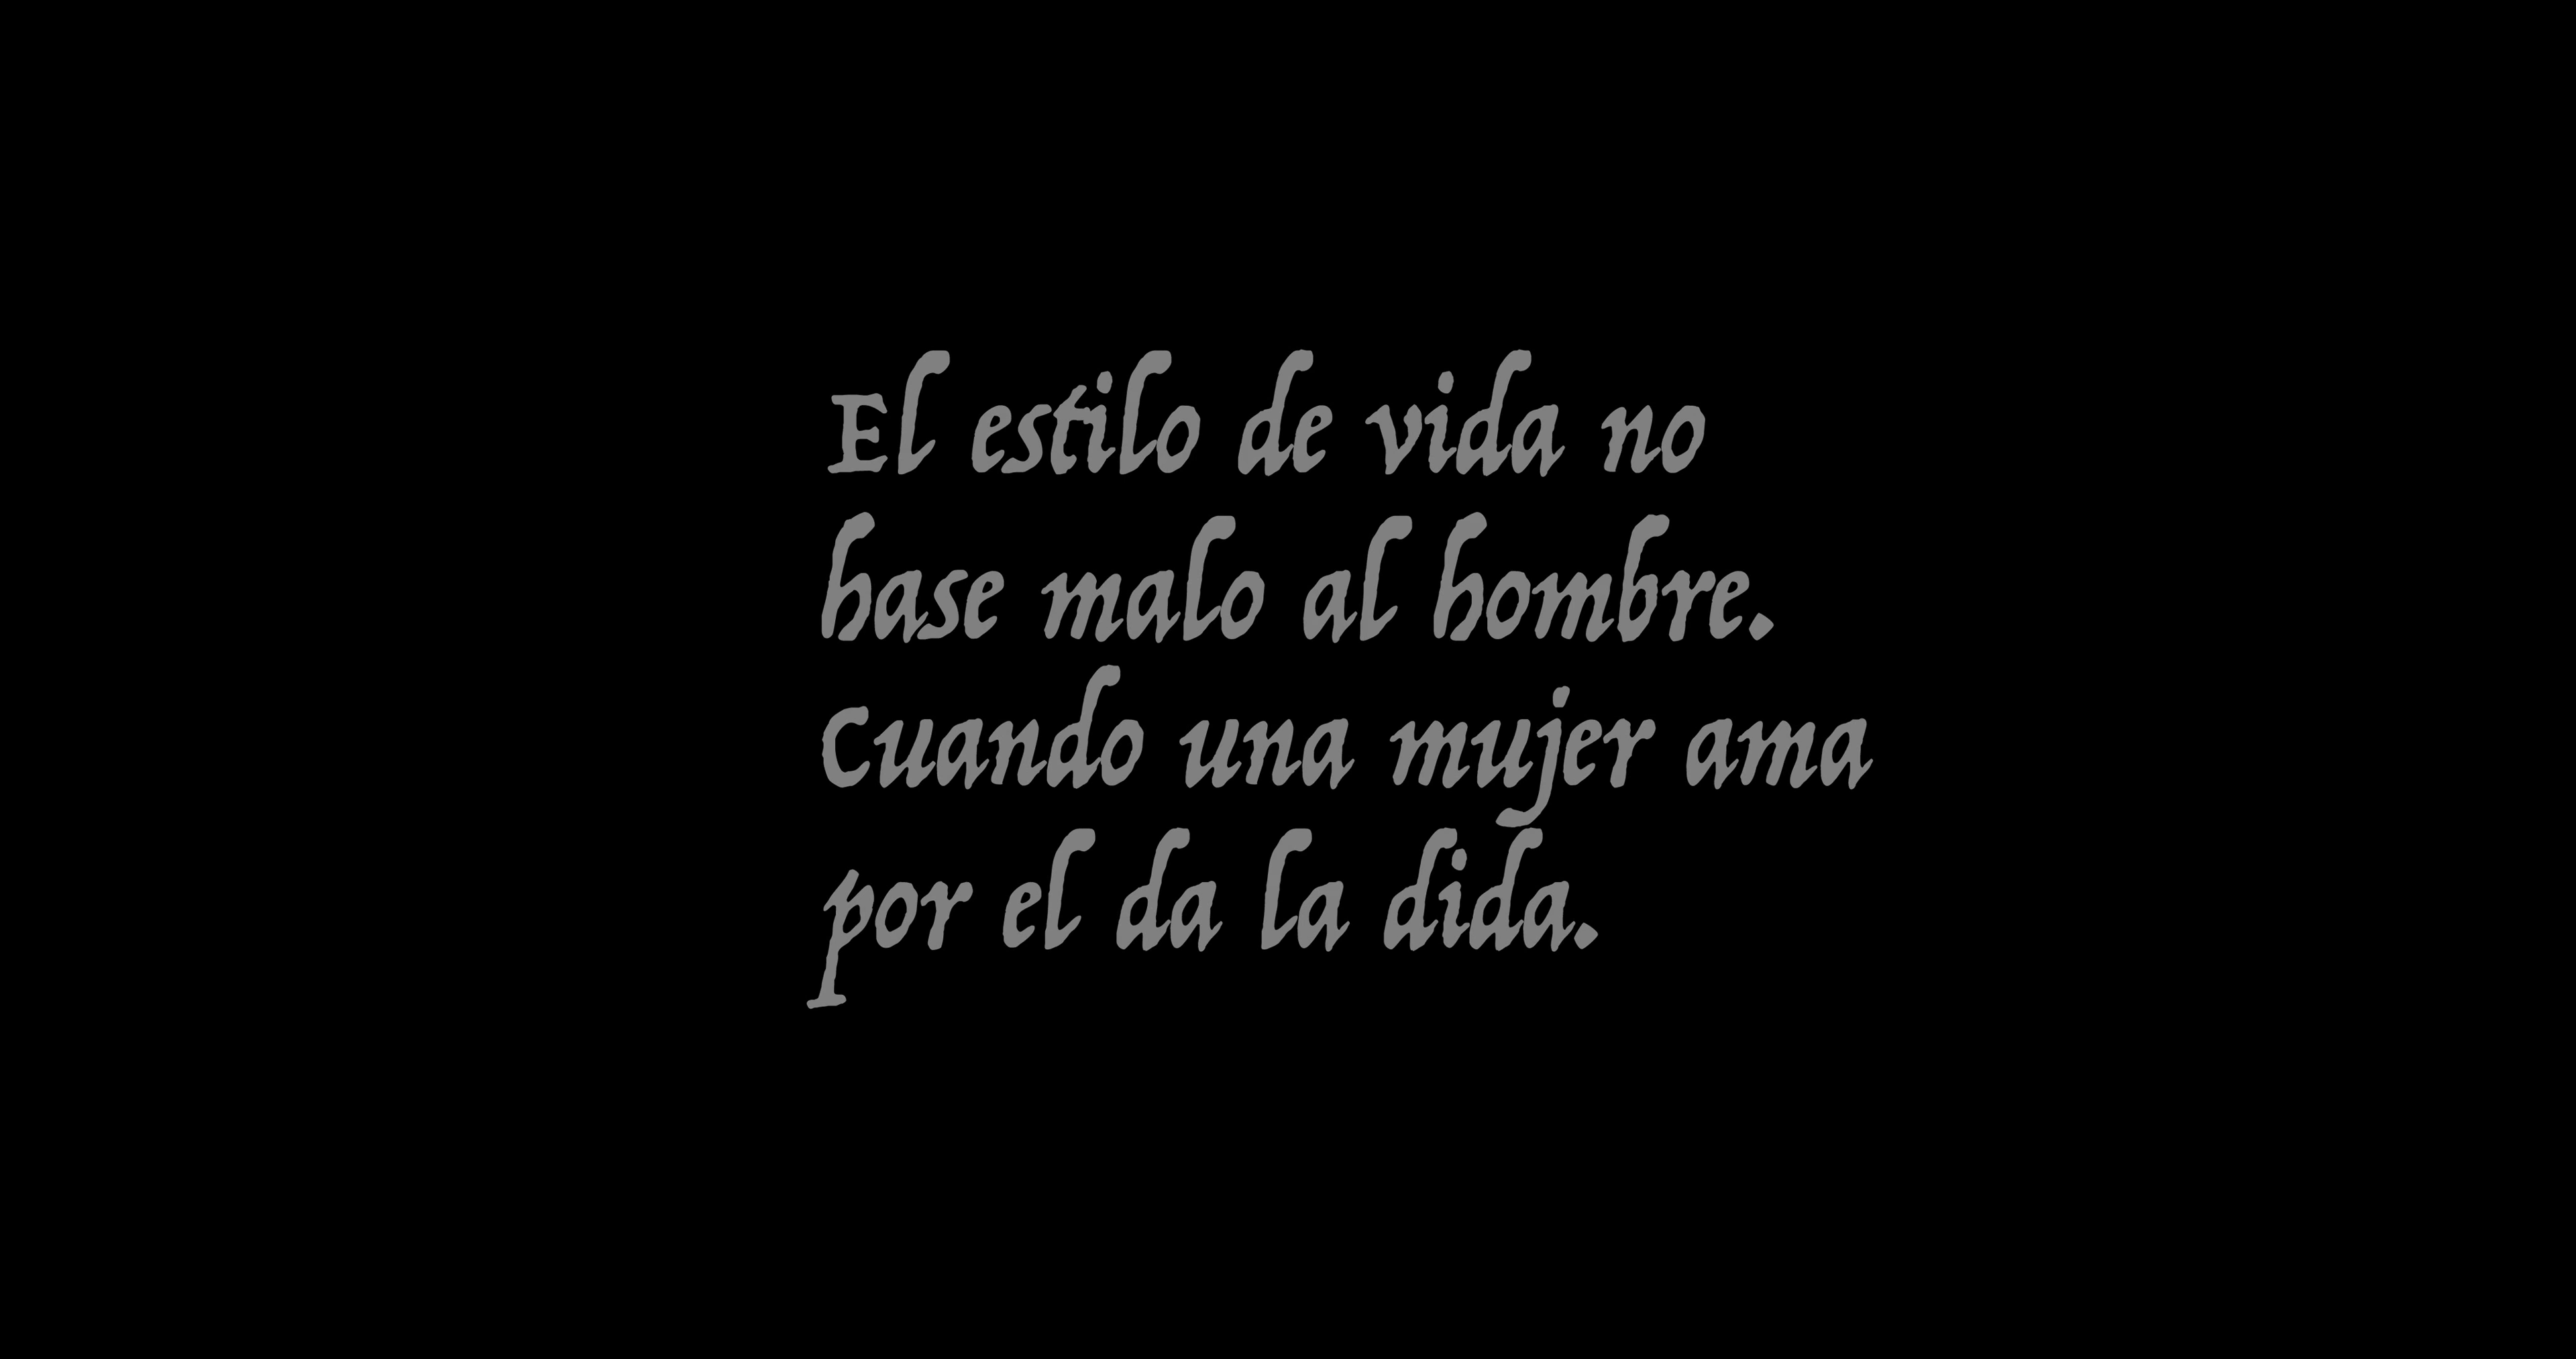 El estilo de vida no
hase malo al hombre.
Cuando una mujer ama
por el da la dida.